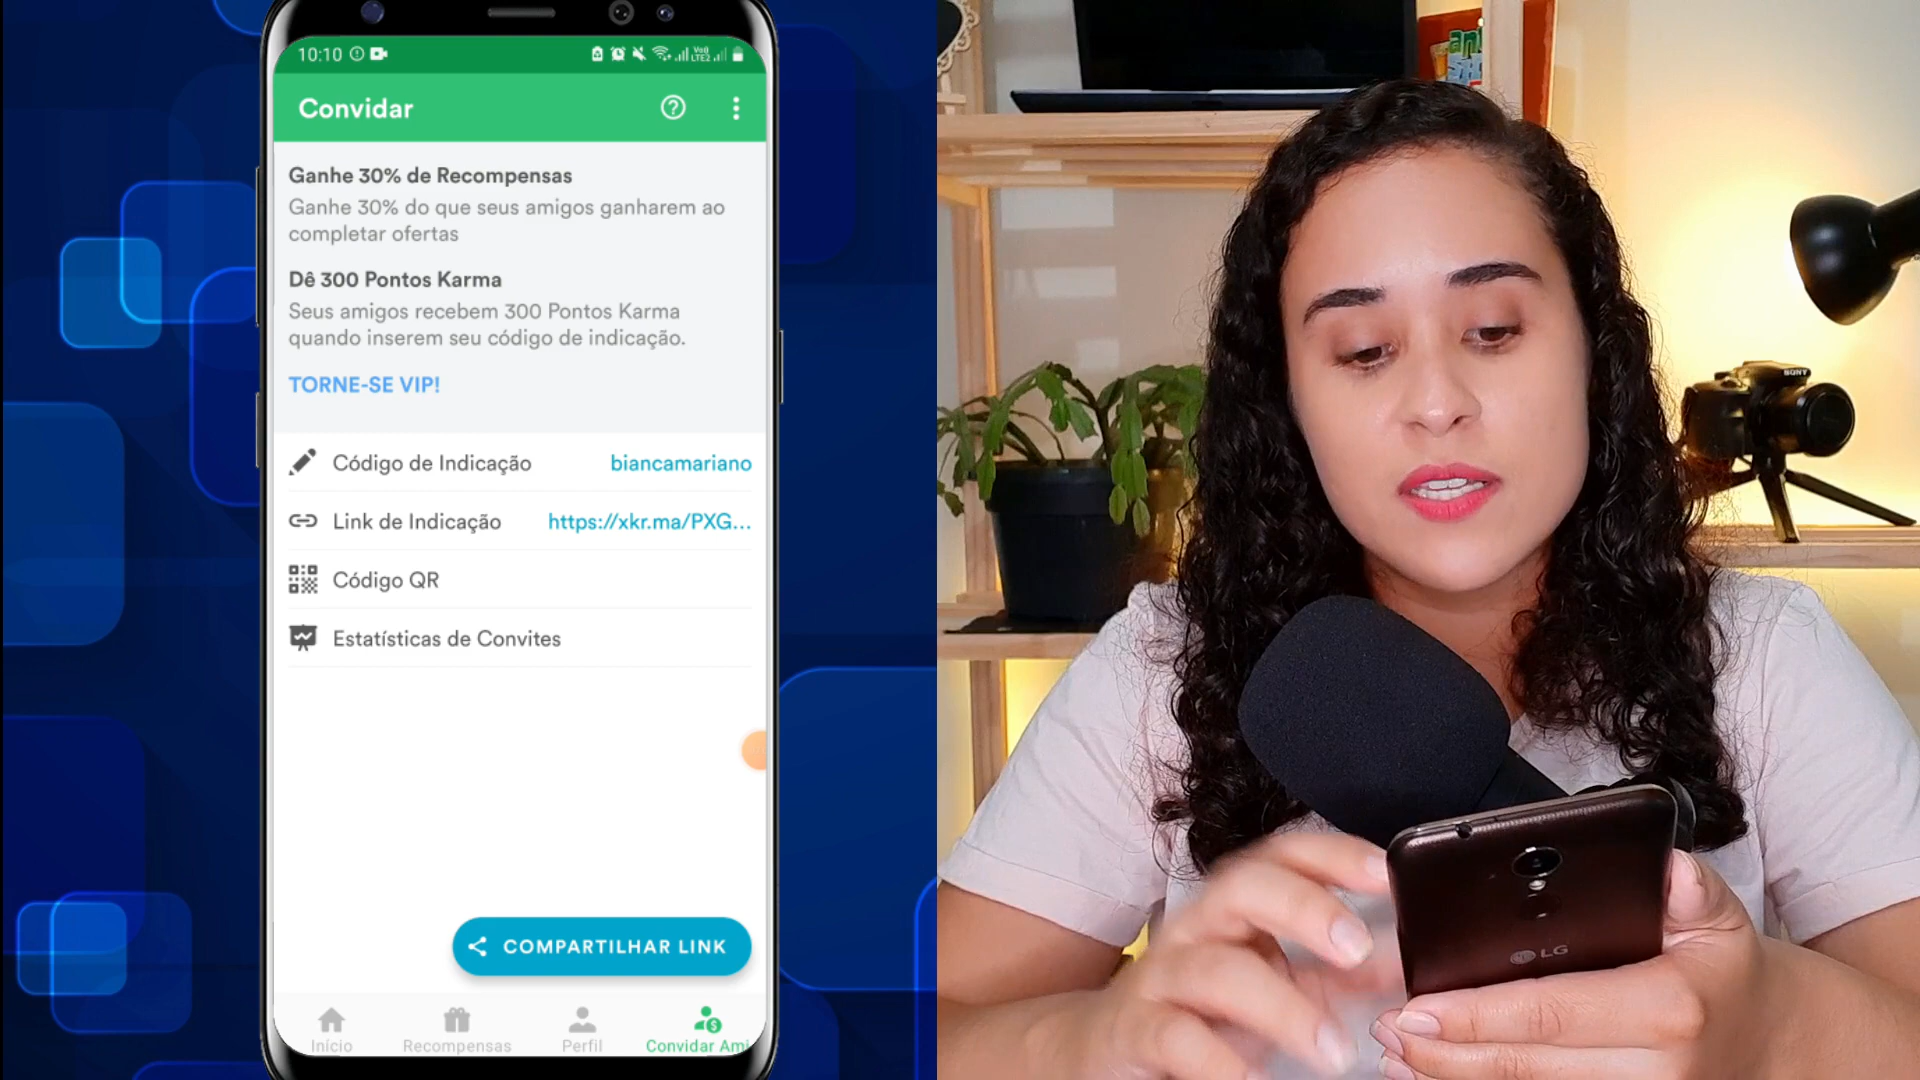 10:10
Vo))
LTE2
Convidar
Ganhe 30% de Recompensas
Ganhe 30% do que seus amigos ganharem ao
completar ofertas
Dê 300 Pontos Karma
Seus amigos recebem 300 Pontos Karma
quando inserem seu código de indicação.
TORNE-SE VIP!
Código de Indicação biancamariano
Link de Indicação https://xkr.ma/PXG...
Código QR
Estatísticas de Convites
COMPARTILHAR LINK
Início Recompensas Perfil Convidar Ami
SONY
LG